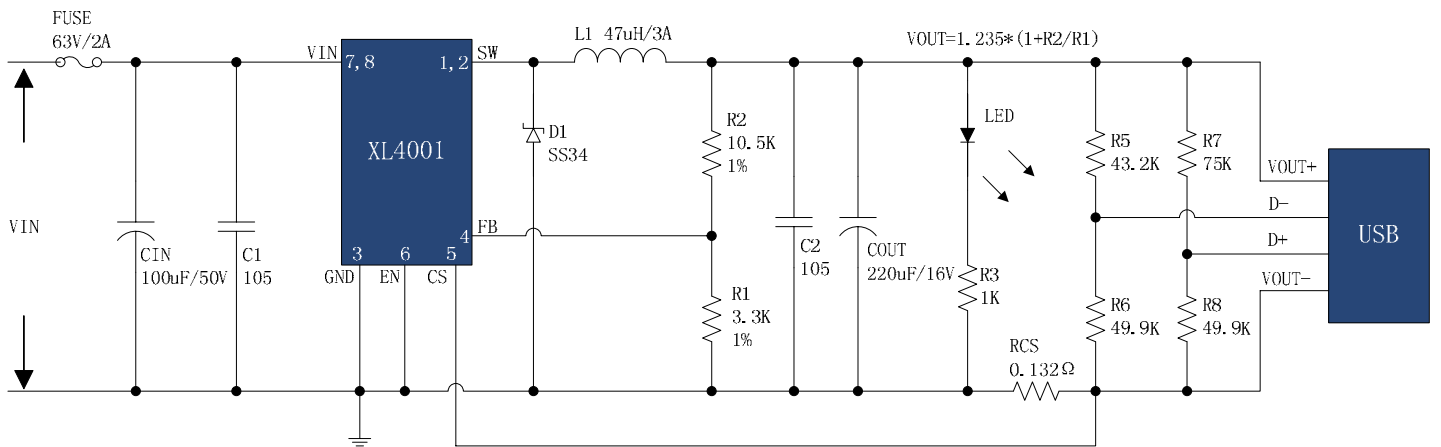 FUSE
63V/2A
L1 47uH/3A
VOUT=1.235*(1+R2/R1)
VIN
7,8
1,2
SW
XL4001
D1
SS34
R2
10.5K
1%
LED
R5
43.2K
R7
75K
VOUT+
D-
D+
VOUT-
USB
VIN
CIN
100uF/50V
C1
105
4
FB
3
6
5
GND
EN
CS
C2
105
COUT
220uF/16V
R3
1K
R1
3.3K
1%
R6
49.9K
R8
49.9K
RCS
0.132Ω